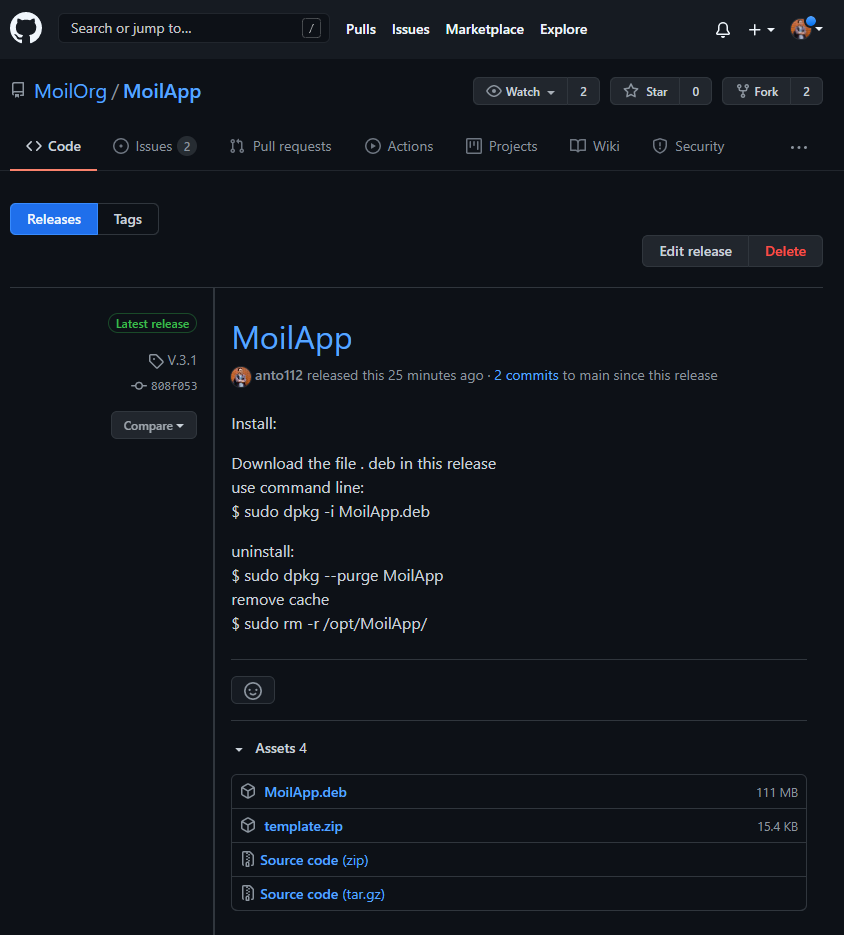 Search or jump to... /
Pulls Issues Marketplace Explore
MoilOrg / MoilApp
Watch 2 Star 0 Fork 2
Code Issues 2 Pull requests Actions Projects Wiki Security ...
Releases Tags
Edit release Delete
Latest release
V.3.1
808f053
Compare
MoilApp
anto112 released this 25 minutes ago · 2 commits to main since this release
Install:
Download the file . deb in this release
use command line:
$ sudo dpkg -i MoilApp.deb
uninstall:
$ sudo dpkg --purge MoilApp
remove cache
$ sudo rm -r /opt/MoilApp/
Assets 4
MoilApp.deb 111 MB
template.zip 15.4 KB
Source code (zip)
Source code (tar.gz)